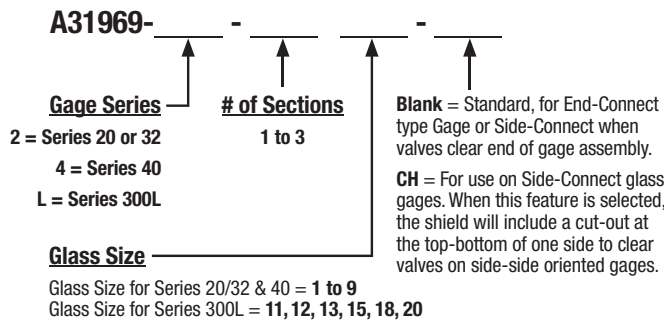 A31969-______ - ______ ______ - ______
Gage Series
2 = Series 20 or 32
4 = Series 40
L = Series 300L
# of Sections
1 to 3
Glass Size
Glass Size for Series 20/32 & 40 = 1 to 9
Glass Size for Series 300L = 11, 12, 13, 15, 18, 20
Blank = Standard, for End-Connect
type Gage or Side-Connect when
valves clear end of gage assembly.
CH = For use on Side-Connect glass
gages. When this feature is selected,
the shield will include a cut-out at
the top-bottom of one side to clear
valves on side-side oriented gages.